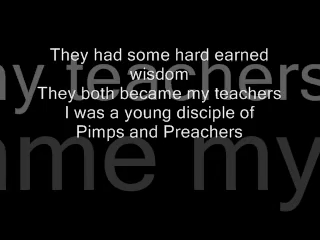 They had some hard earned
wisdom
They both became my teachers
I was a young disciple of
Pimps and Preachers
my teachers
ame my